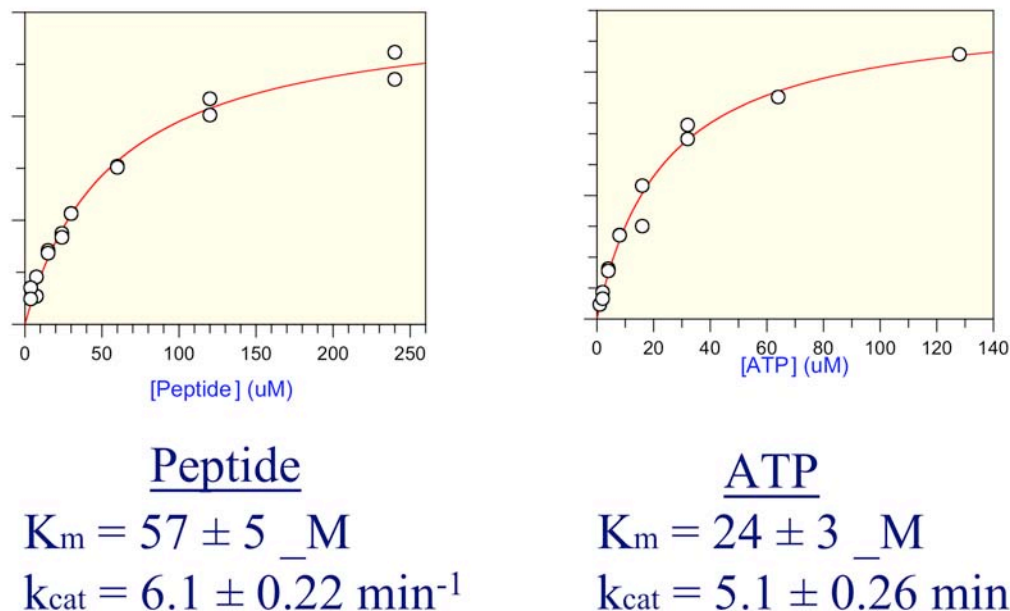 0 50 100 150 200 250
[Peptide] (uM)
0 20 40 60 80 100 120 140
[ATP] (uM)
Peptide
Km = 57 ± 5 _M
kcat = 6.1 ± 0.22 min-1
ATP
Km = 24 ± 3 _M
kcat = 5.1 ± 0.26 min